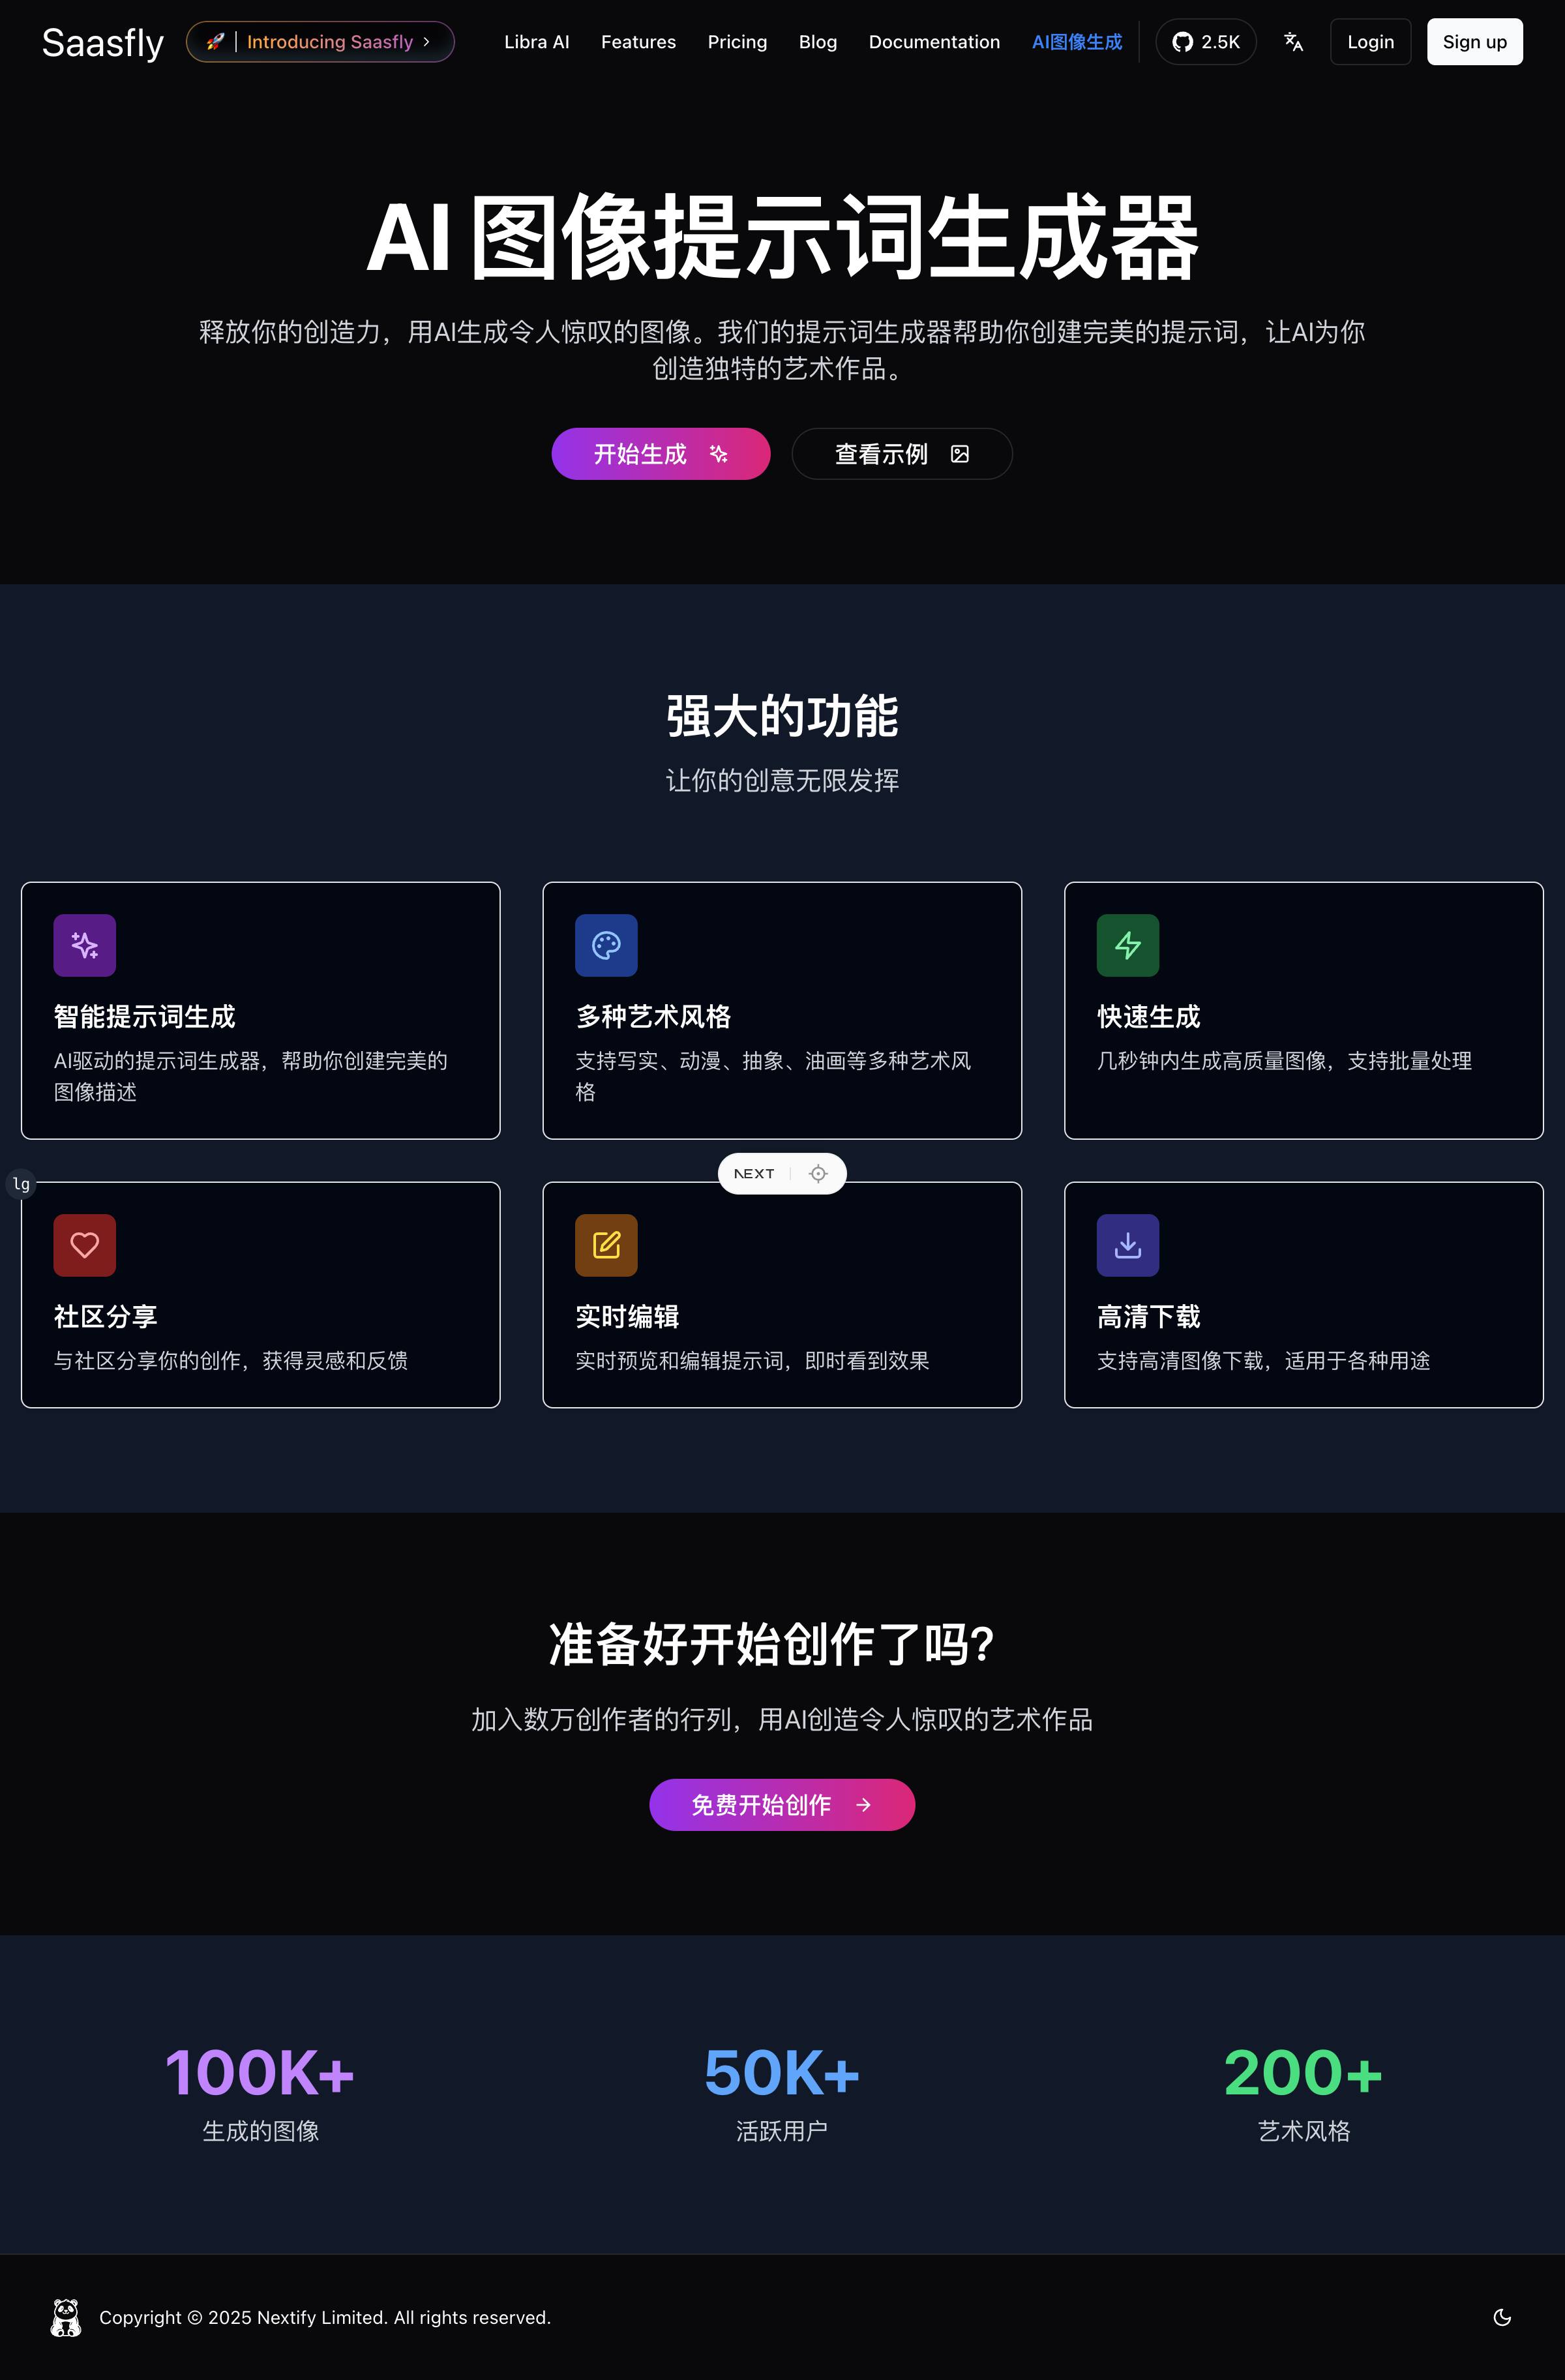 Saasfly
🚀 | Introducing Saasfly
Libra AI
Features
Pricing
Blog
Documentation
AI图像生成
2.5K
Login
Sign up
AI 图像提示词生成器
释放你的创造力，用AI生成令人惊叹的图像。我们的提示词生成器帮助你创建完美的提示词，让AI为你
创造独特的艺术作品。
开始生成
查看示例
强大的功能
让你的创意无限发挥
智能提示词生成
AI驱动的提示词生成器，帮助你创建完美的
图像描述
多种艺术风格
支持写实、动漫、抽象、油画等多种艺术风
格
快速生成
几秒钟内生成高质量图像，支持批量处理
NEXT
lg
社区分享
与社区分享你的创作，获得灵感和反馈
实时编辑
实时预览和编辑提示词，即时看到效果
高清下载
支持高清图像下载，适用于各种用途
准备好开始创作了吗?
加入数万创作者的行列，用AI创造令人惊叹的艺术作品
免费开始创作
100K+
生成的图像
50K+
活跃用户
200+
艺术风格
Copyright © 2025 Nextify Limited. All rights reserved.